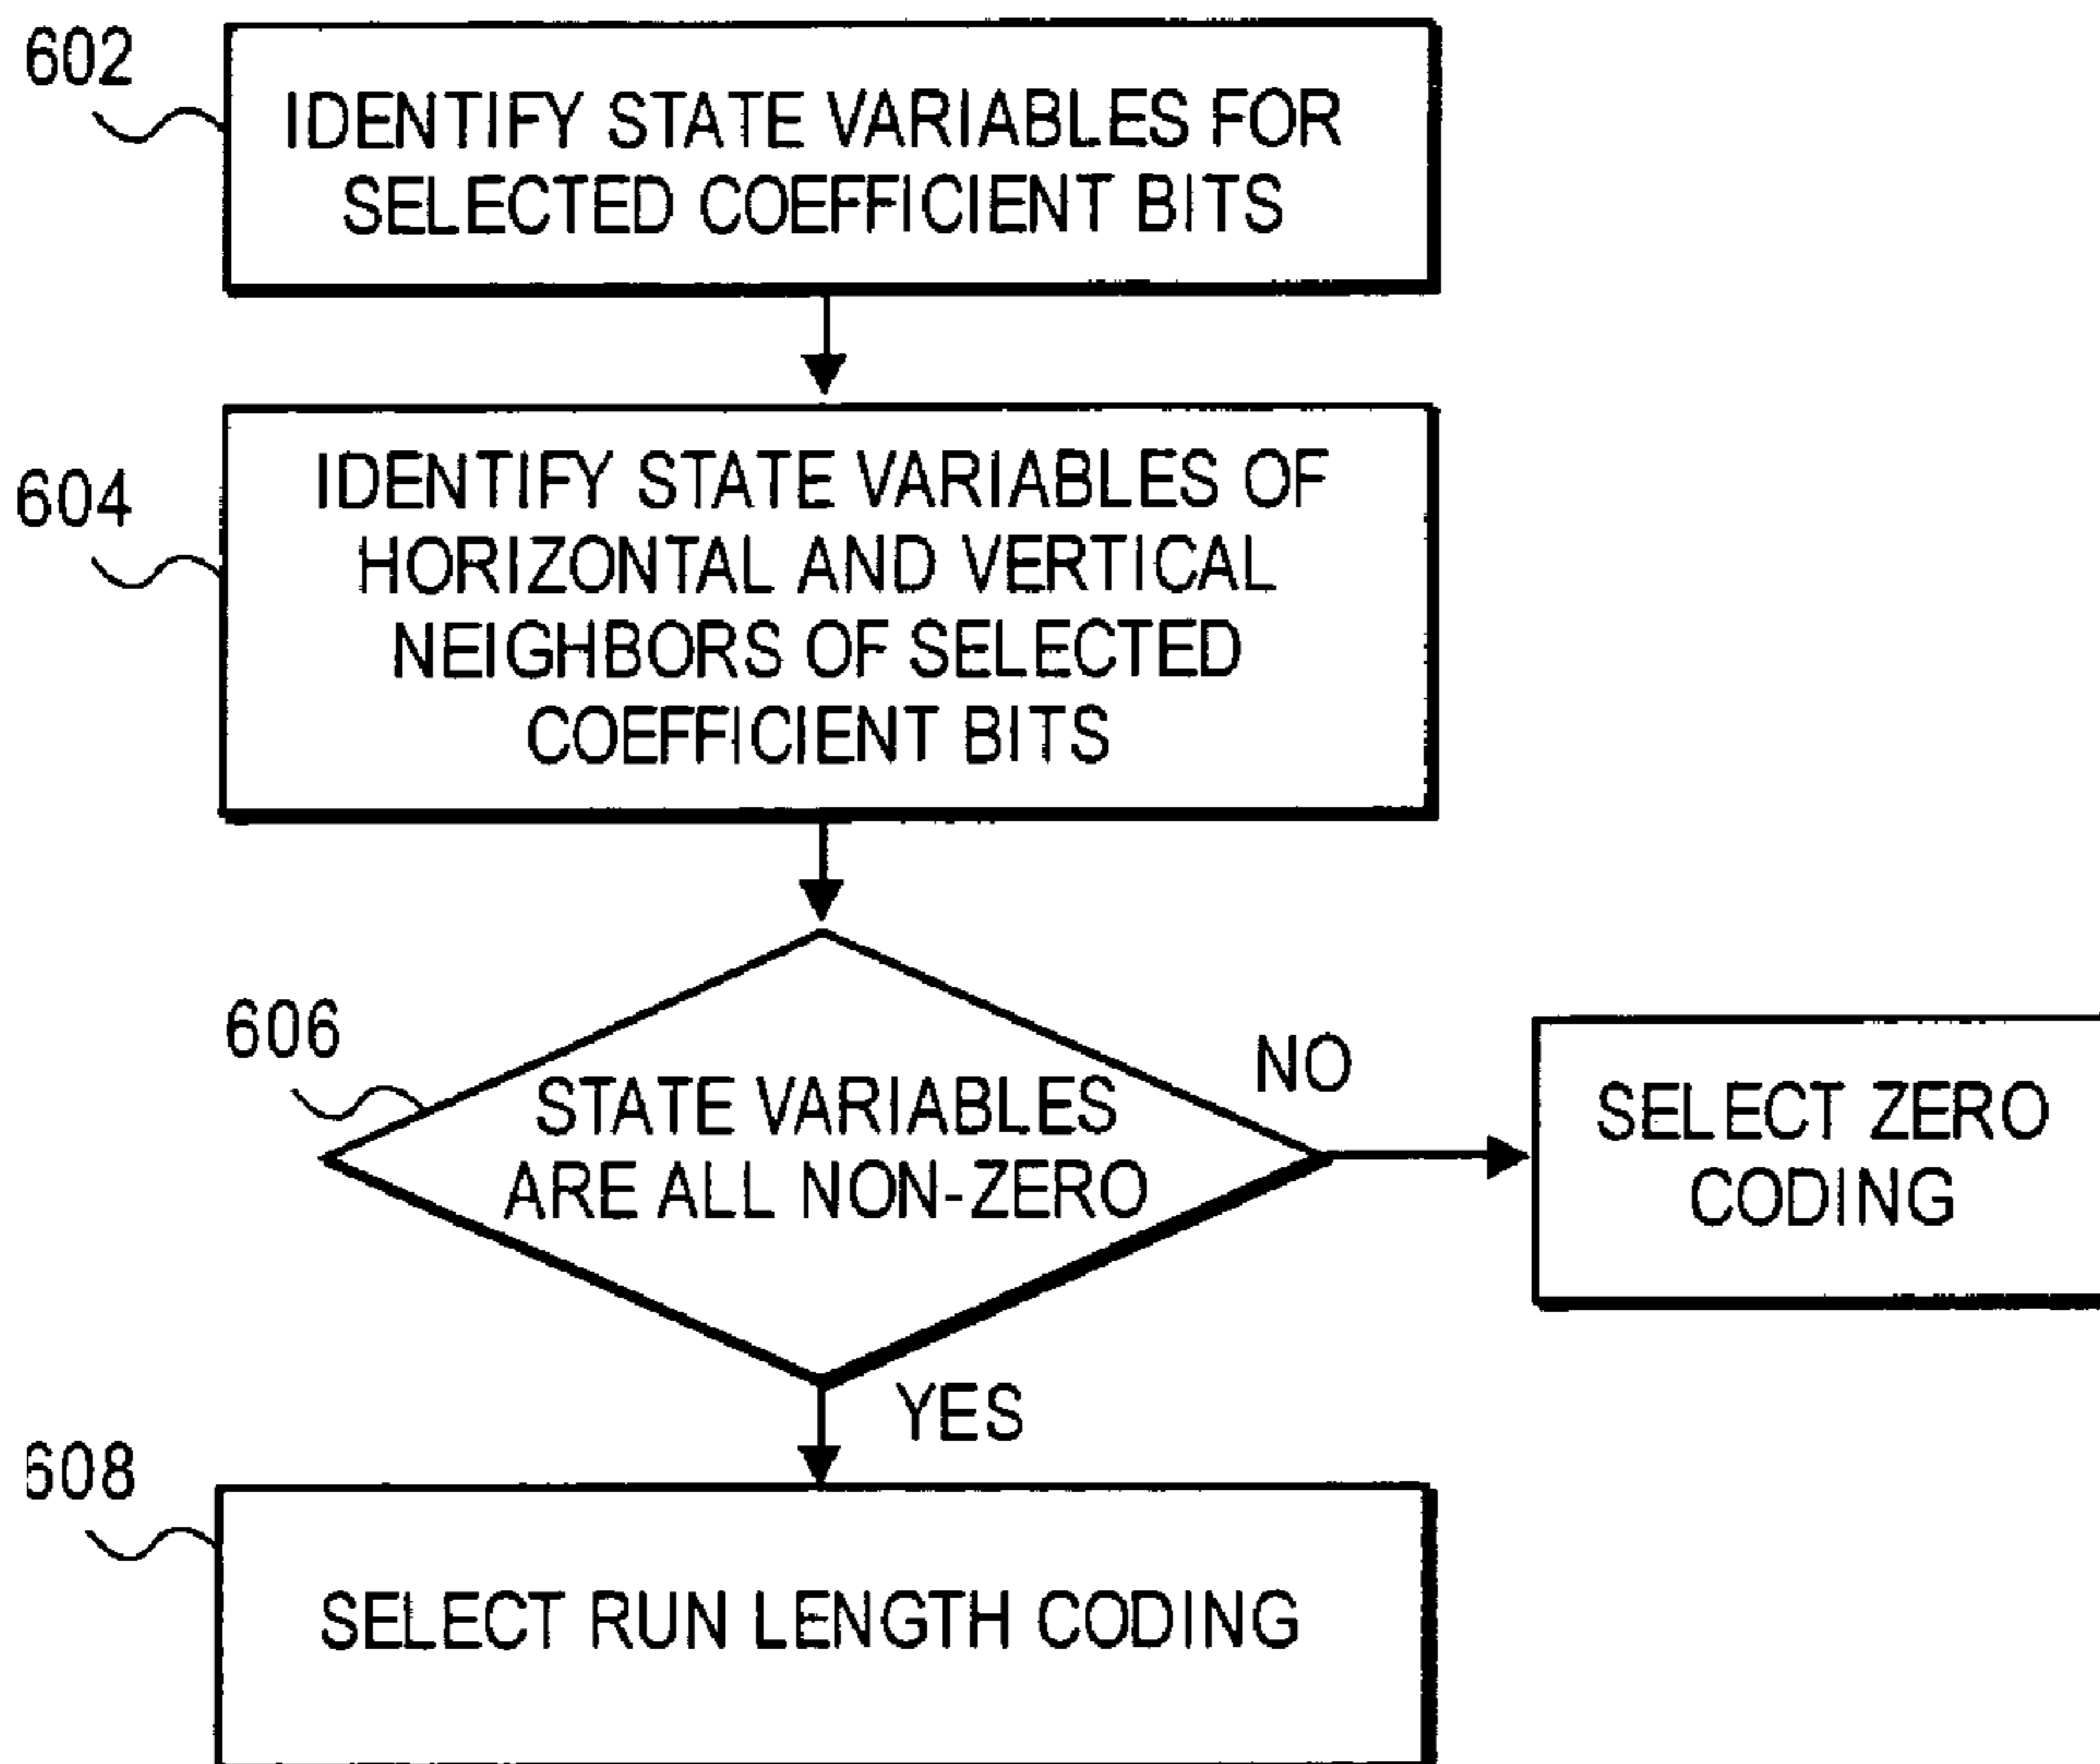 602
IDENTIFY STATE VARIABLES FOR
SELECTED COEFFICIENT BITS
604
IDENTIFY STATE VARIABLES OF
HORIZONTAL AND VERTICAL
NEIGHBORS OF SELECTED
COEFFICIENT BITS
606
STATE VARIABLES
ARE ALL NON-ZERO
NO
SELECT ZERO
CODING
YES
608
SELECT RUN LENGTH CODING